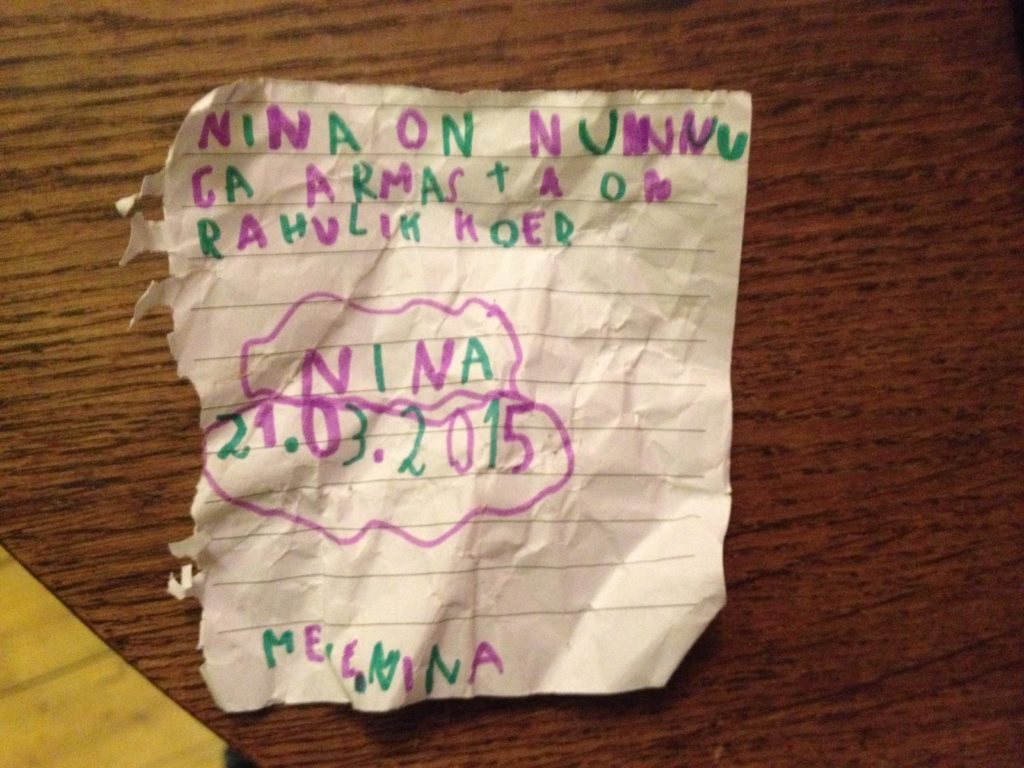 NINA ON NUNNU
GA ARMASTA ON
RAHULIK KOER
NINA
21.03.2015
MEIE NINA